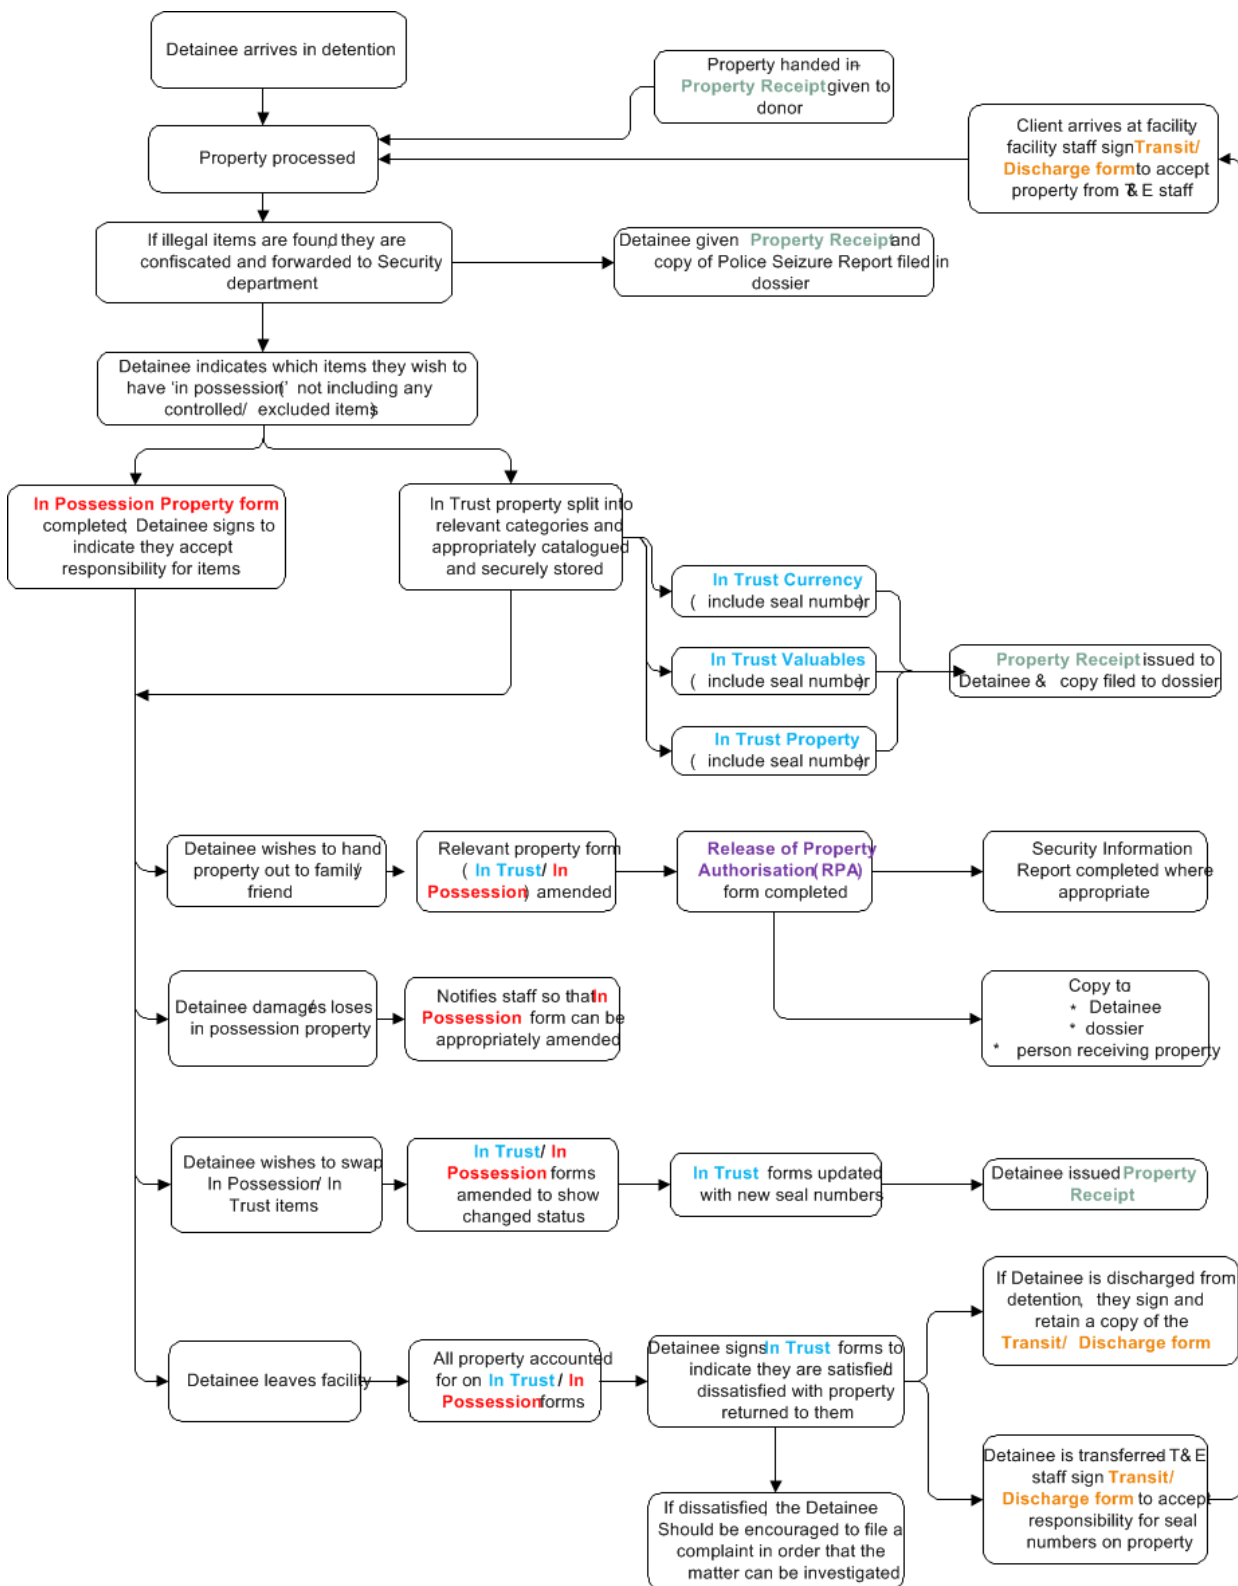 Detainee arrives in detention
Property handed in-
Property Receipt given to
donor
Client arrives at facility,
facility staff sign Transit/
Discharge form to accept
property from T& E staff
Property processed
If illegal items are found, they are
confiscated and forwarded to Security
department
Detainee given Property Receipt and
copy of Police Seizure Report filed in
dossier
Detainee indicates which items they wish to
have 'in possession' (not including any
controlled/ excluded items)
In Possession Property form
completed; Detainee signs to
indicate they accept
responsibility for items
In Trust property split into
relevant categories and
appropriately catalogued
and securely stored
In Trust Currency
( include seal number)
In Trust Valuables
( include seal number)
In Trust Property
( include seal number)
Property Receipt issued to
Detainee & copy filed to dossier
Detainee wishes to hand
property out to family/
friend
Relevant property form
( In Trust/ In
Possession) amended
Release of Property
Authorisation (RPA)
form completed
Security Information
Report completed where
appropriate
Detainee damages/ loses
in possession property
Notifies staff so that In
Possession form can be
appropriately amended
Copy to:
* Detainee
* dossier
* person receiving property
Detainee wishes to swap
In Possession/ In
Trust items
In Trust/ In
Possession forms
amended to show
changed status
In Trust forms updated
with new seal numbers
Detainee issued Property
Receipt
Detainee leaves facility
All property accounted
for on In Trust / In
Possession forms
Detainee signs In Trust forms to
indicate they are satisfied/
dissatisfied with property
returned to them
If Detainee is discharged from
detention, they sign and
retain a copy of the
Transit/ Discharge form
If dissatisfied, the Detainee
Should be encouraged to file a
complaint in order that the
matter can be investigated.
Detainee is transferred– T& E
staff sign Transit/
Discharge form to accept
responsibility for seal
numbers on property